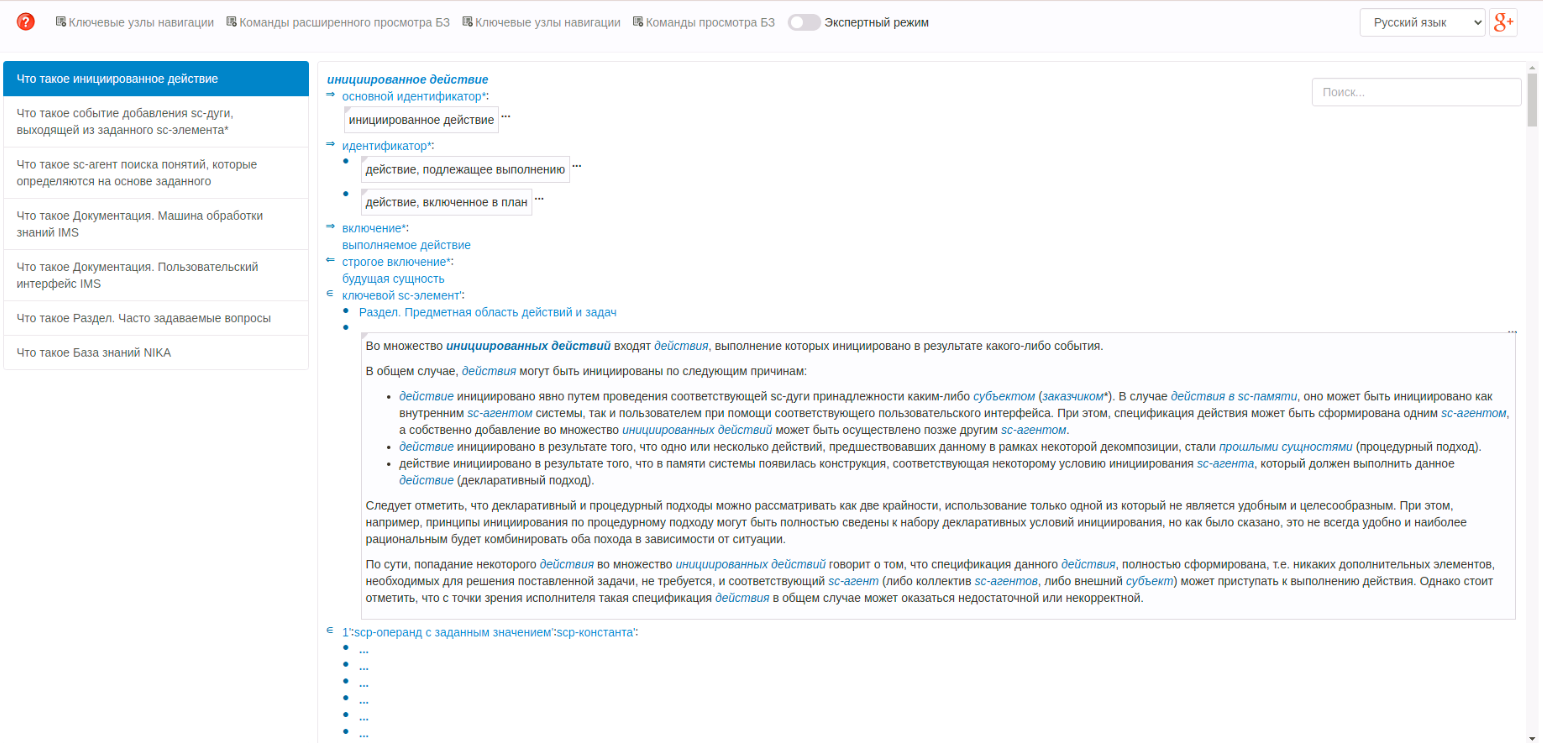 Ключевые узлы навигации Команды расширенного просмотра БЗ Ключевые узлы навигации Команды просмотра БЗ Экспертный режим Русский язык g+
Что такое инициированное действие
Что такое событие добавления sc-дуги,
выходящей из заданного sc-элемента*
Что такое sc-агент поиска понятий, которые
определяются на основе заданного
Что такое Документация. Машина обработки
знаний IMS
Что такое Документация. Пользовательский
интерфейс IMS
Что такое Раздел. Часто задаваемые вопросы
Что такое База знаний NIKA
инициированное действие
Поиск...
⇒ основной идентификатор*:
инициированное действие ...
⇒ идентификатор*:
• действие, подлежащее выполнению ...
• действие, включенное в план ...
⇒ включение*:
выполняемое действие
⇐ строгое включение*:
будущая сущность
∈ ключевой sc-элемент':
• Раздел. Предметная область действий и задач
• ...
Во множество инициированных действий входят действия, выполнение которых инициировано в результате какого-либо события.
В общем случае, действия могут быть инициированы по следующим причинам:
• действие инициировано явно путем проведения соответствующей sc-дуги принадлежности каким-либо субъектом (заказчиком*). В случае действия в sc-памяти, оно может быть инициировано как
внутренним sc-агентом системы, так и пользователем при помощи соответствующего пользовательского интерфейса. При этом, спецификация действия может быть сформирована одним sc-агентом,
а собственно добавление во множество инициированных действий может быть осуществлено позже другим sc-агентом.
• действие инициировано в результате того, что одно или несколько действий, предшествовавших данному в рамках некоторой декомпозиции, стали прошлыми сущностями (процедурный подход).
• действие инициировано в результате того, что в памяти системы появилась конструкция, соответствующая некоторому условию инициирования sc-агента, который должен выполнить данное
действие (декларативный подход).
Следует отметить, что декларативный и процедурный подходы можно рассматривать как две крайности, использование только одной из который не является удобным и целесообразным. При этом,
например, принципы инициирования по процедурному подходу могут быть полностью сведены к набору декларативных условий инициирования, но как было сказано, это не всегда удобно и наиболее
рациональным будет комбинировать оба похода в зависимости от ситуации.
По сути, попадание некоторого действия во множество инициированных действий говорит о том, что спецификация данного действия, полностью сформирована, т.е. никаких дополнительных элементов,
необходимых для решения поставленной задачи, не требуется, и соответствующий sc-агент (либо коллектив sc-агентов, либо внешний субъект) может приступать к выполнению действия. Однако стоит
отметить, что с точки зрения исполнителя такая спецификация действия в общем случае может оказаться недостаточной или некорректной.
∈ 1':scp-операнд с заданным значением':scp-константа':
• ...
• ...
• ...
• ...
• ...
• ...